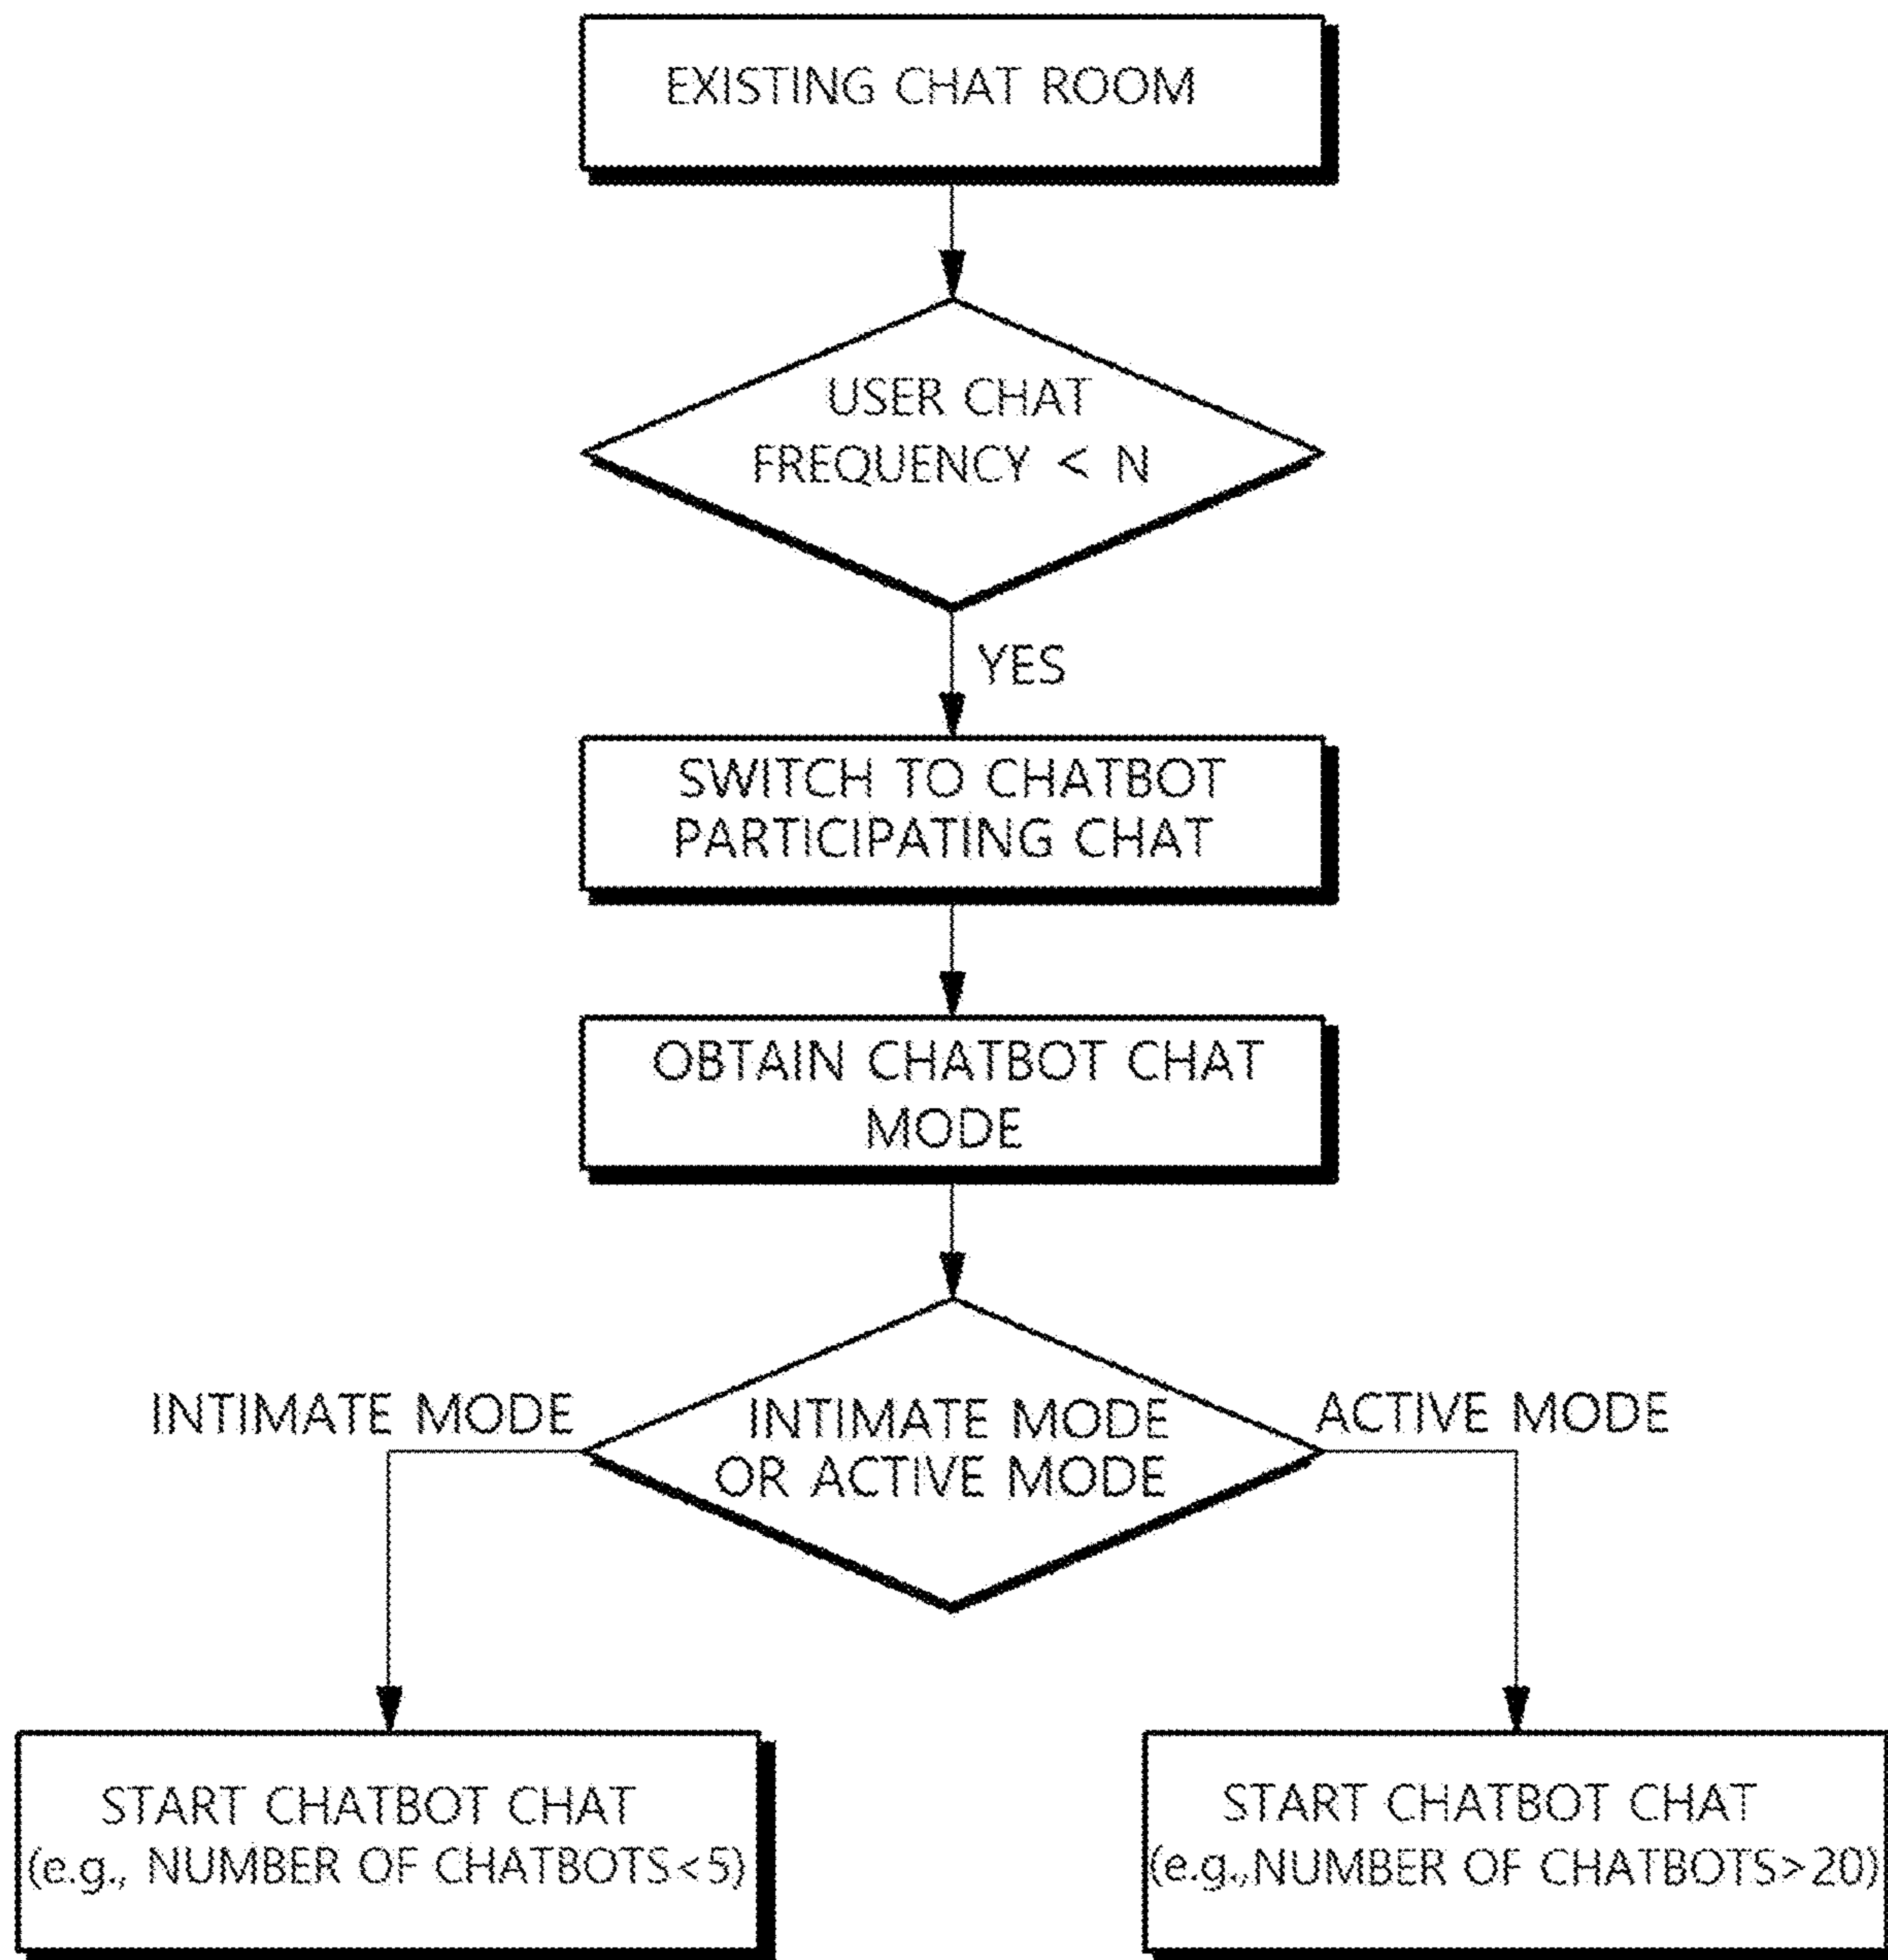 EXISTING CHAT ROOM
USER CHAT
FREQUENCY < N
YES
SWITCH TO CHATBOT
PARTICIPATING CHAT
OBTAIN CHATBOT CHAT
MODE
INTIMATE MODE
INTIMATE MODE
OR ACTIVE MODE
ACTIVE MODE
START CHATBOT CHAT
(e.g., NUMBER OF CHATBOTS<5)
START CHATBOT CHAT
(e.g.,NUMBER OF CHATBOTS>20)